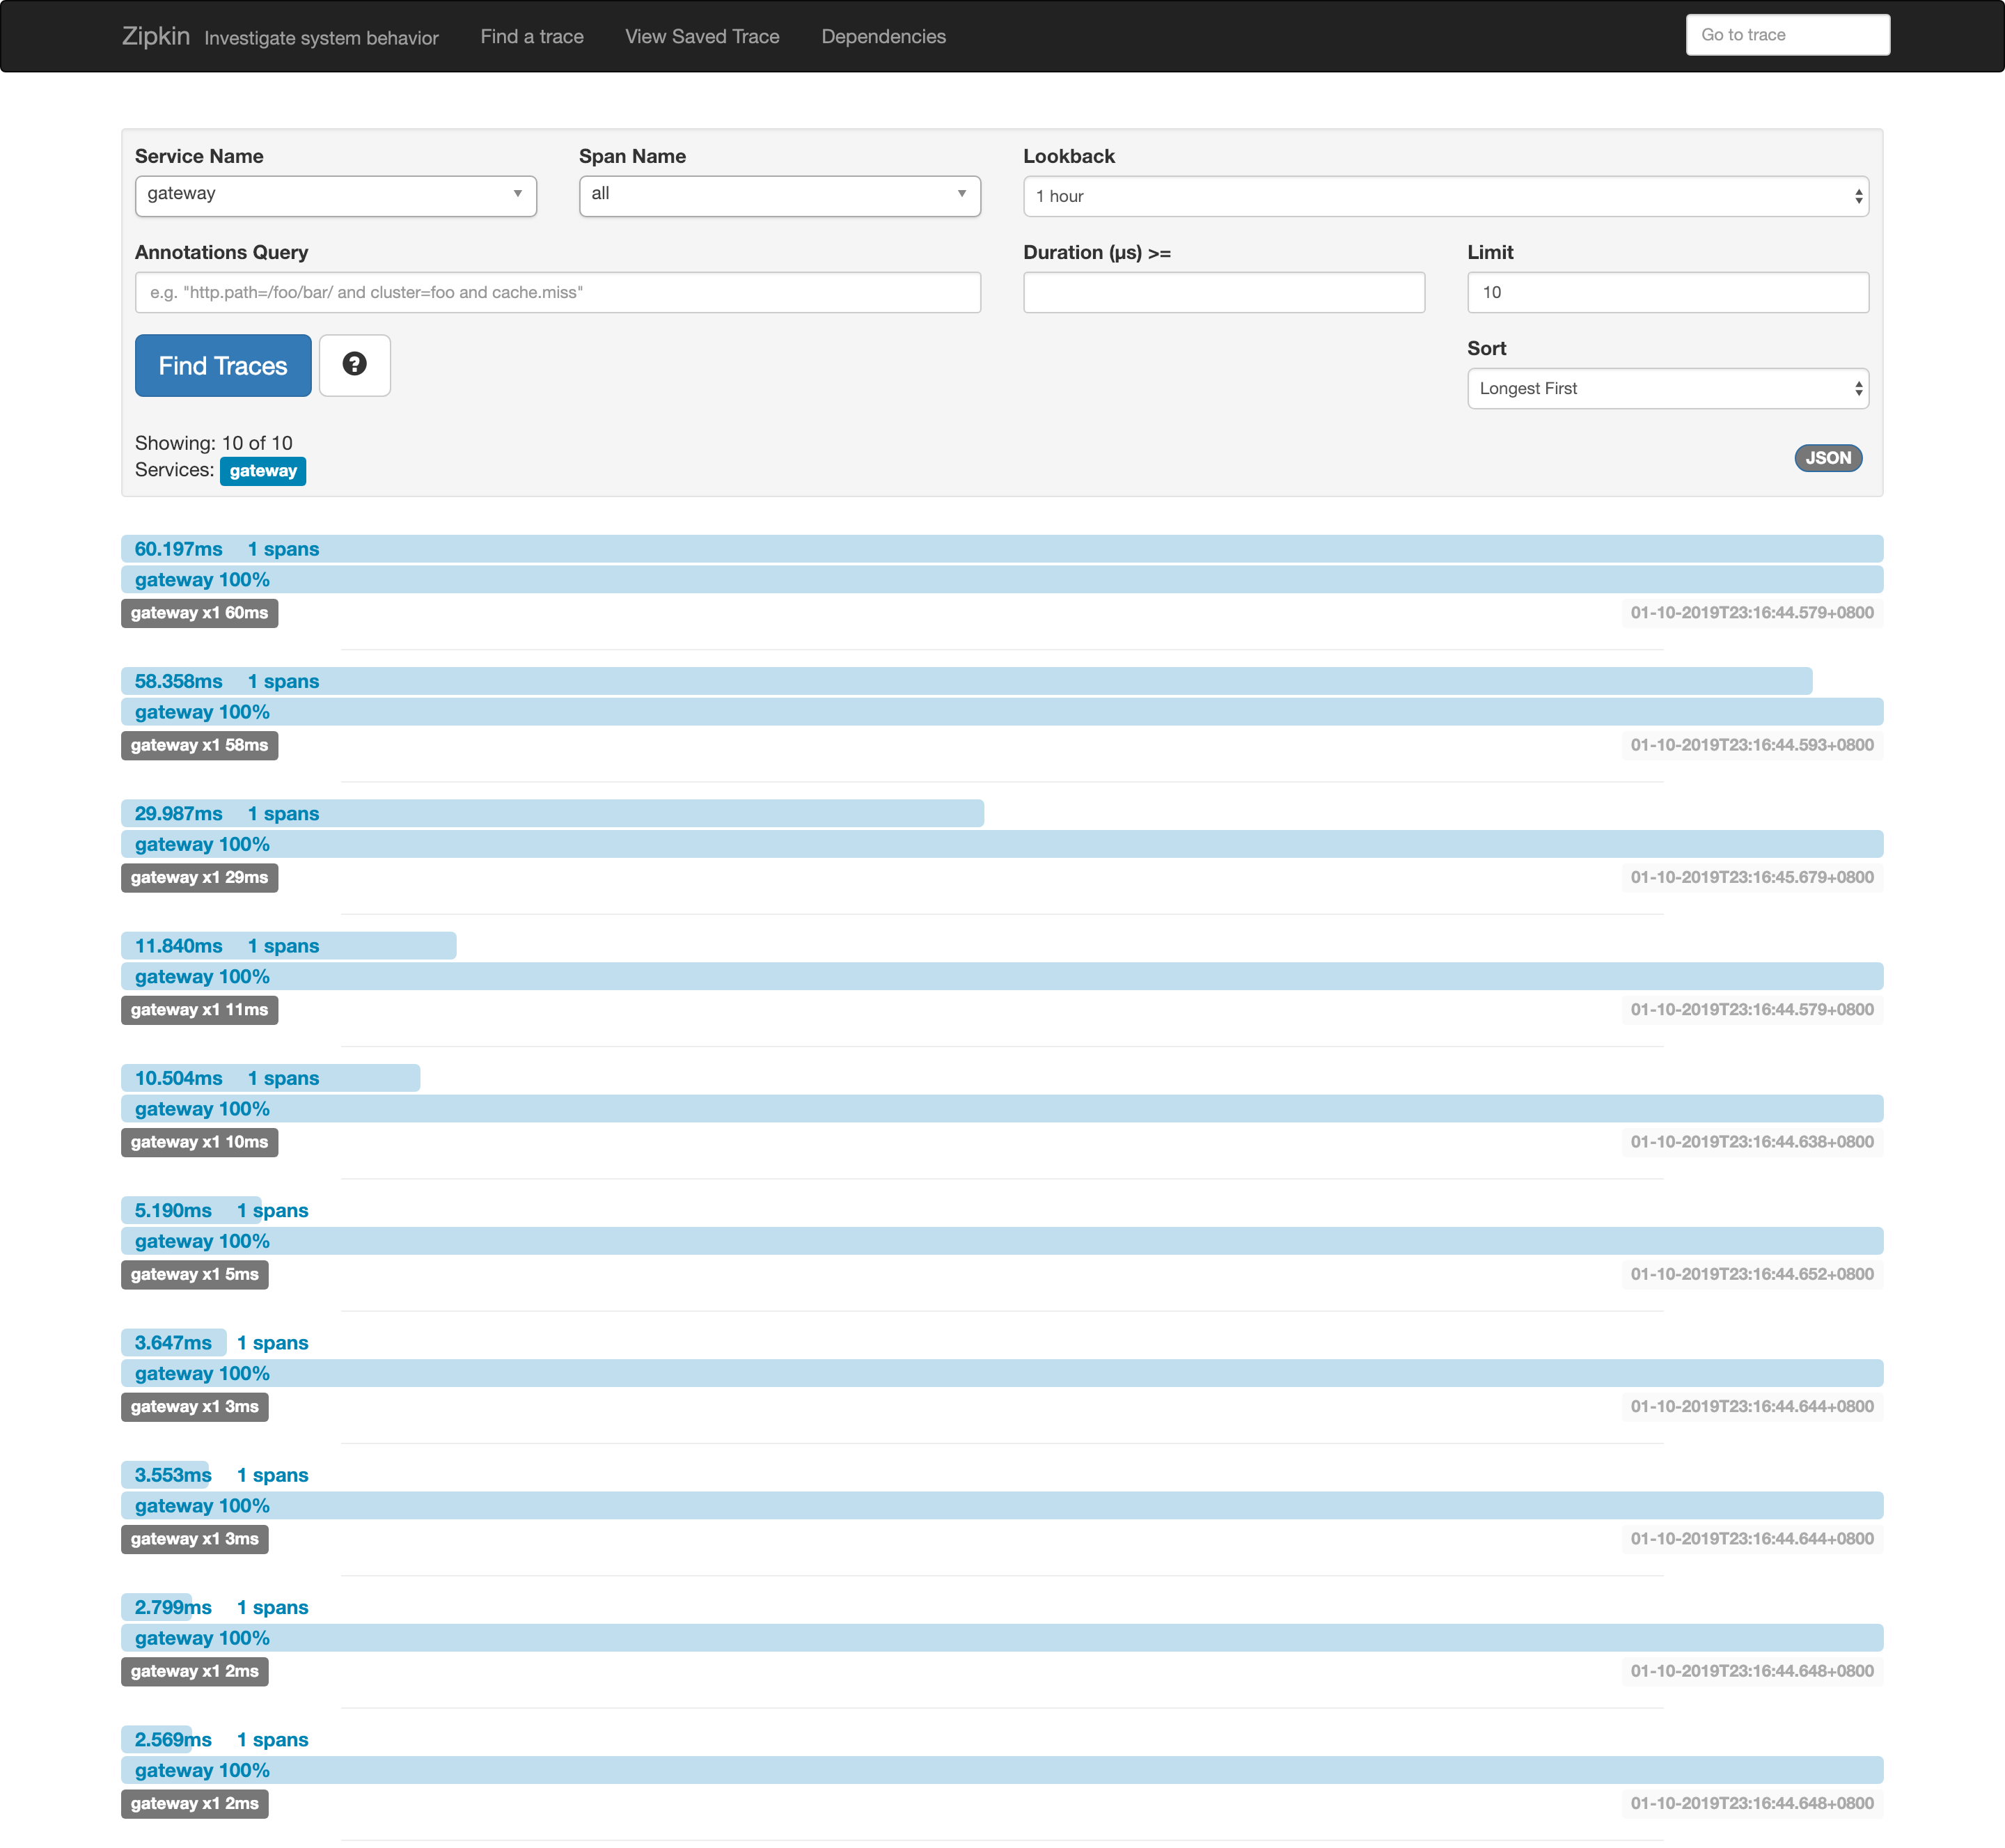 Zipkin Investigate system behavior Find a trace View Saved Trace Dependencies Go to trace
Service Name Span Name Lookback
gateway all 1 hour
Annotations Query Duration (μs) >= Limit
e.g. "http.path=/foo/bar/ and cluster=foo and cache.miss" 10
Find Traces ? Sort
Longest First
Showing: 10 of 10
Services: gateway JSON
60.197ms 1 spans
gateway 100%
gateway x1 60ms 01-10-2019T23:16:44.579+0800
58.358ms 1 spans
gateway 100%
gateway x1 58ms 01-10-2019T23:16:44.593+0800
29.987ms 1 spans
gateway 100%
gateway x1 29ms 01-10-2019T23:16:45.679+0800
11.840ms 1 spans
gateway 100%
gateway x1 11ms 01-10-2019T23:16:44.579+0800
10.504ms 1 spans
gateway 100%
gateway x1 10ms 01-10-2019T23:16:44.638+0800
5.190ms 1 spans
gateway 100%
gateway x1 5ms 01-10-2019T23:16:44.652+0800
3.647ms 1 spans
gateway 100%
gateway x1 3ms 01-10-2019T23:16:44.644+0800
3.553ms 1 spans
gateway 100%
gateway x1 3ms 01-10-2019T23:16:44.644+0800
2.799ms 1 spans
gateway 100%
gateway x1 2ms 01-10-2019T23:16:44.648+0800
2.569ms 1 spans
gateway 100%
gateway x1 2ms 01-10-2019T23:16:44.648+0800